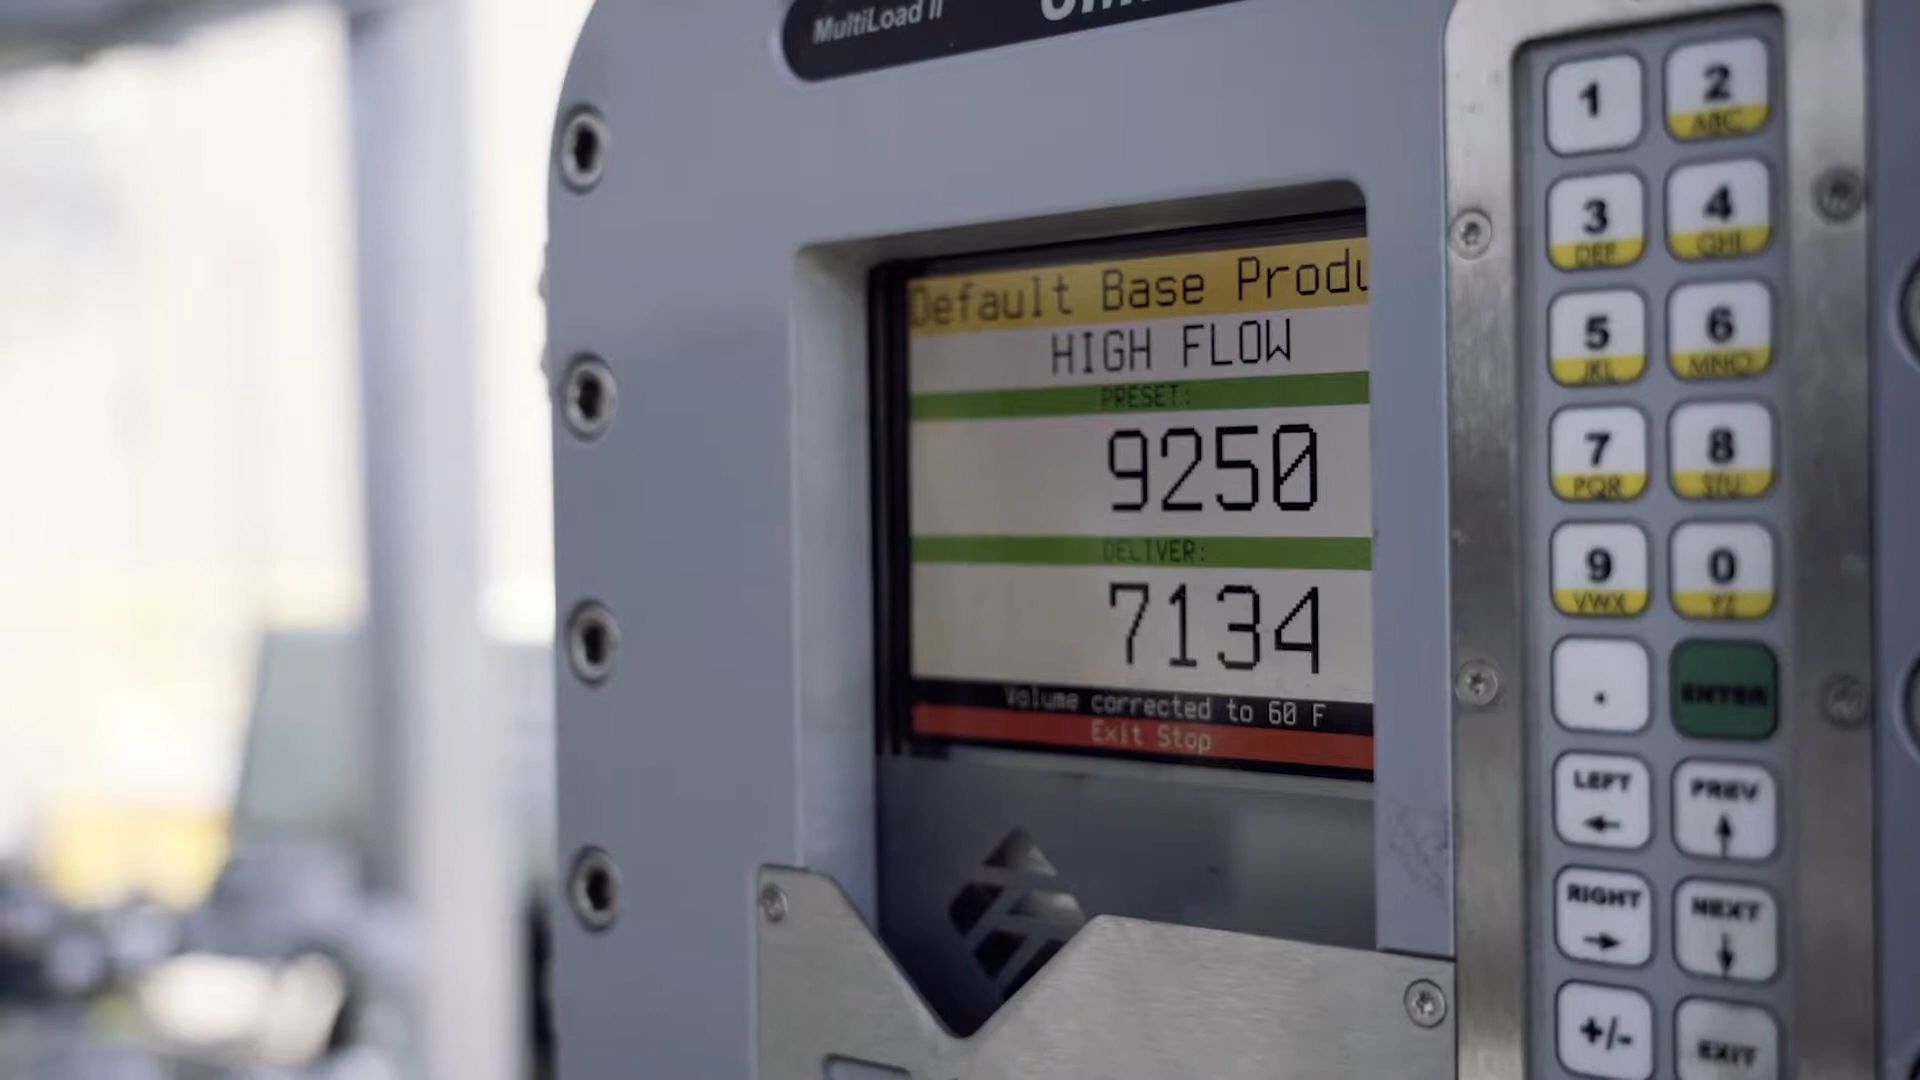 MultiLoad II
Default Base Produ
HIGH FLOW
PRESET:
9250
DELIVER:
7134
Volume corrected to 60 F
Exit Stop
1
2
ABC
3
DEF
4
GHI
5
JKL
6
MNO
7
PQR
8
STU
9
VWX
0
YZ
.
ENTER
LEFT
←
PREV
↑
RIGHT
→
NEXT
↓
+/-
EXIT